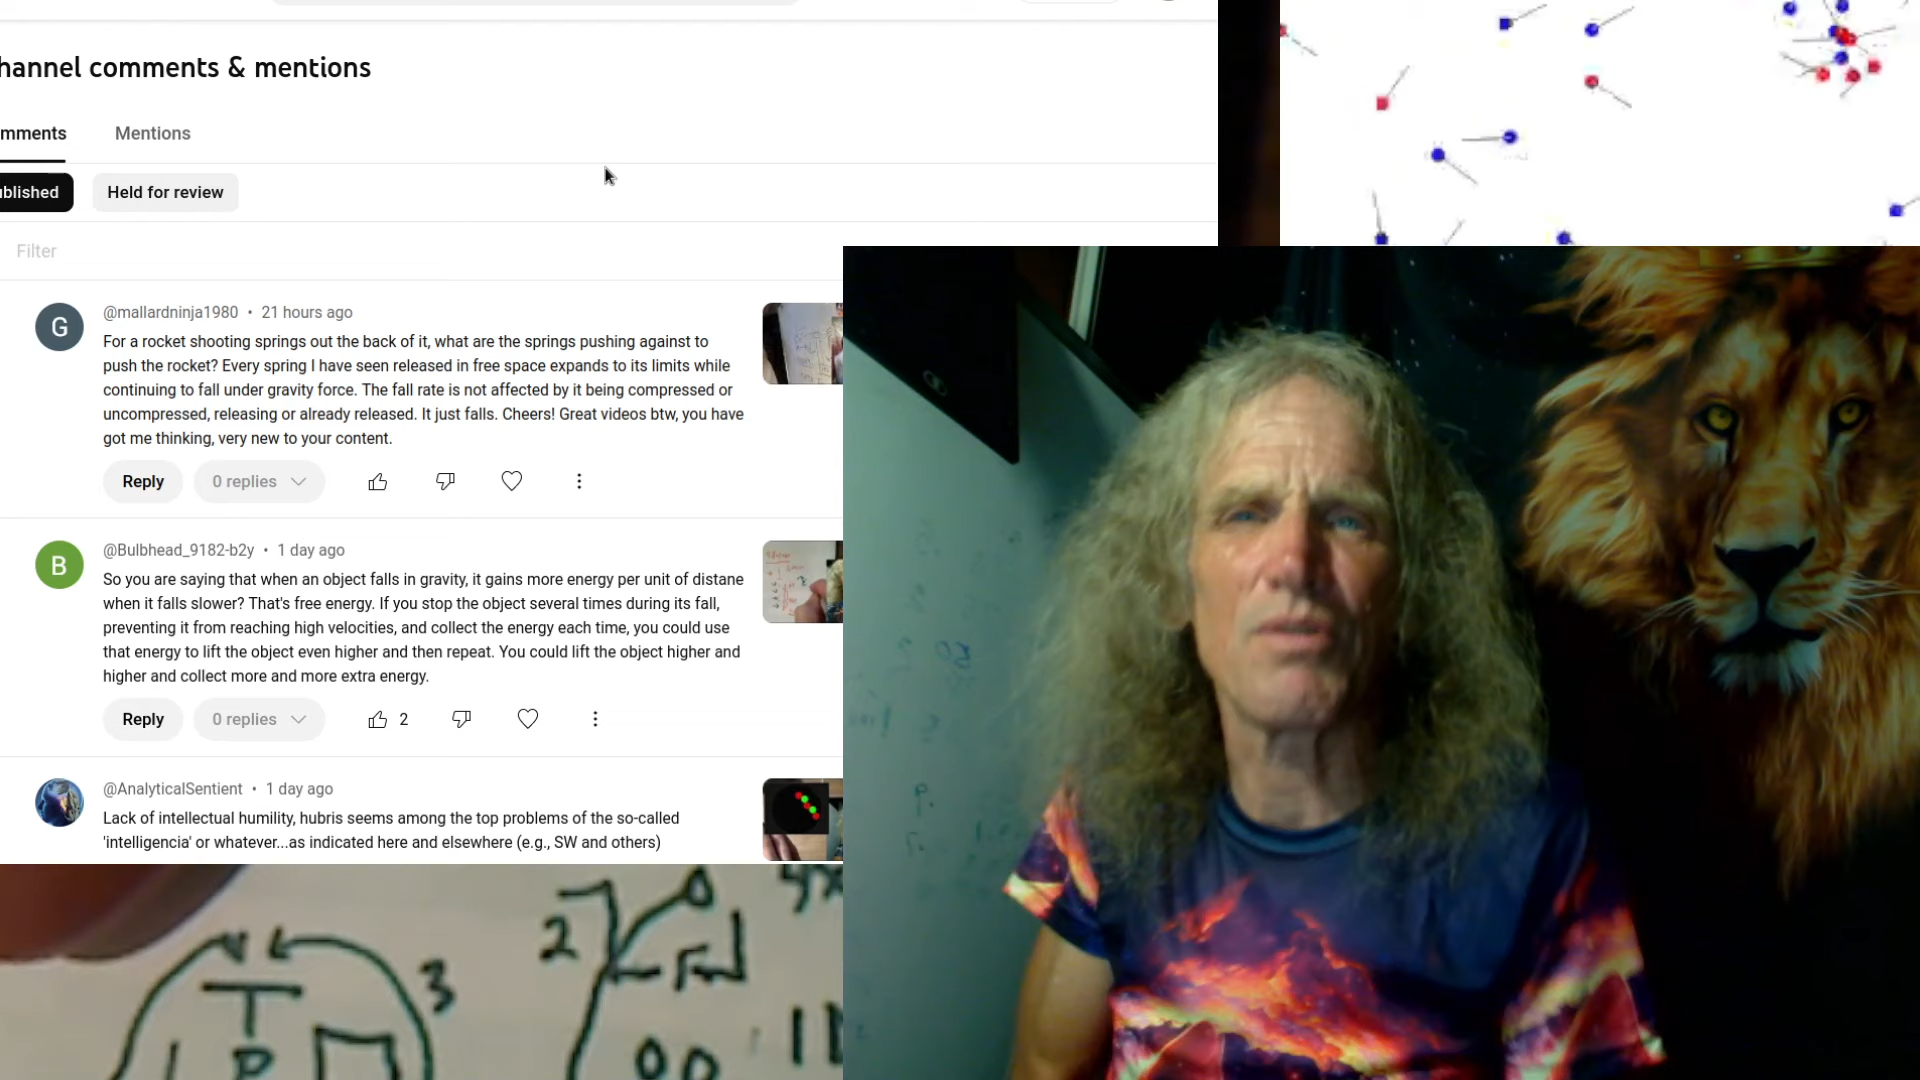 hannel comments & mentions
mments
Mentions
ublished
Held for review
Filter
@mallardninja1980 • 21 hours ago
For a rocket shooting springs out the back of it, what are the springs pushing against to
push the rocket? Every spring I have seen released in free space expands to its limits while
continuing to fall under gravity force. The fall rate is not affected by it being compressed or
uncompressed, releasing or already released. It just falls. Cheers! Great videos btw, you have
got me thinking, very new to your content.
Reply
0 replies
@Bulbhead_9182-b2y • 1 day ago
So you are saying that when an object falls in gravity, it gains more energy per unit of distane
when it falls slower? That's free energy. If you stop the object several times during its fall,
preventing it from reaching high velocities, and collect the energy each time, you could use
that energy to lift the object even higher and then repeat. You could lift the object higher and
higher and collect more and more extra energy.
Reply
0 replies
2
@AnalyticalSentient • 1 day ago
Lack of intellectual humility, hubris seems among the top problems of the so-called
'intelligencia' or whatever...as indicated here and elsewhere (e.g., SW and others)
G
B
2
3
T
P